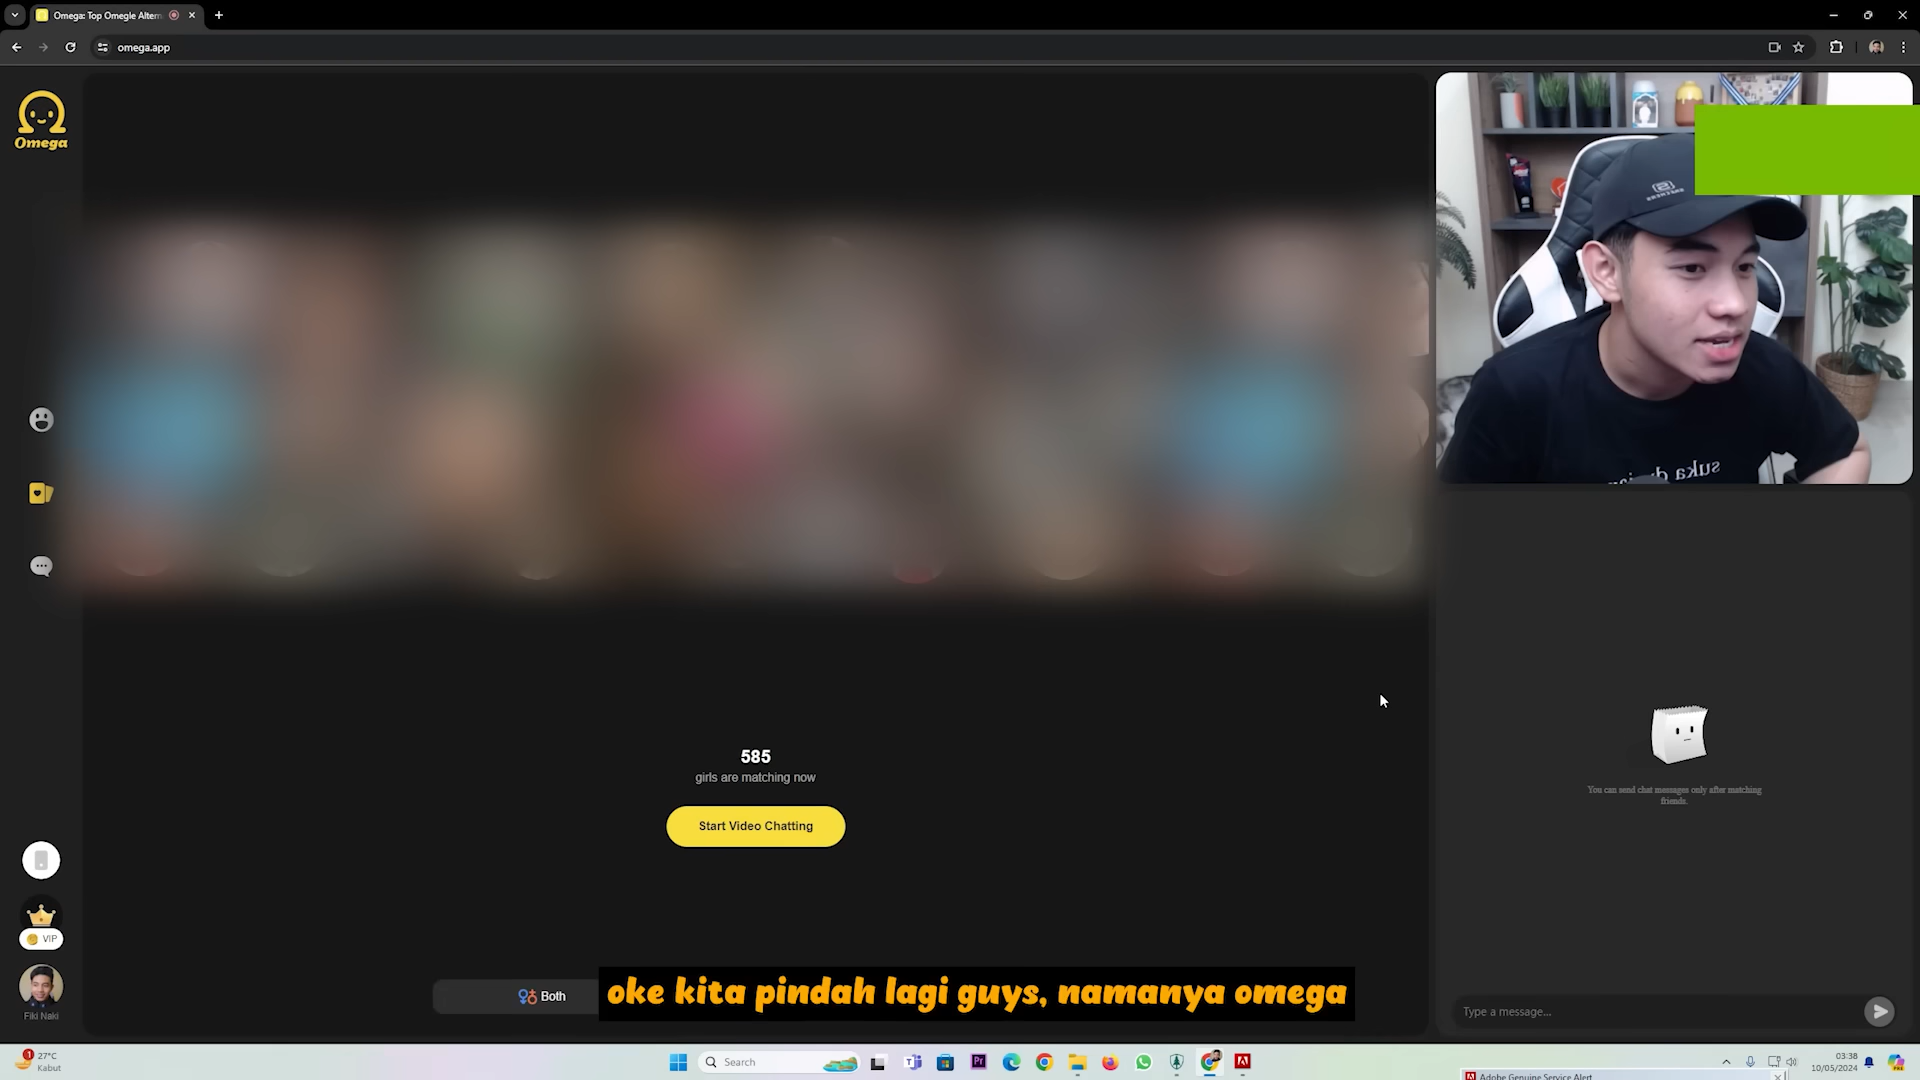 Omega: Top Omegle Altern
omega.app
Omega
585
girls are matching now
Start Video Chatting
You can send chat messages only after matching
friends.
VIP
Fiki Naki
Both
oke kita pindah lagi guys, namanya omega
Type a message...
1
27°C
Kabut
Search
03:38
10/05/2024
Adobe Genuine Service Alert
suka